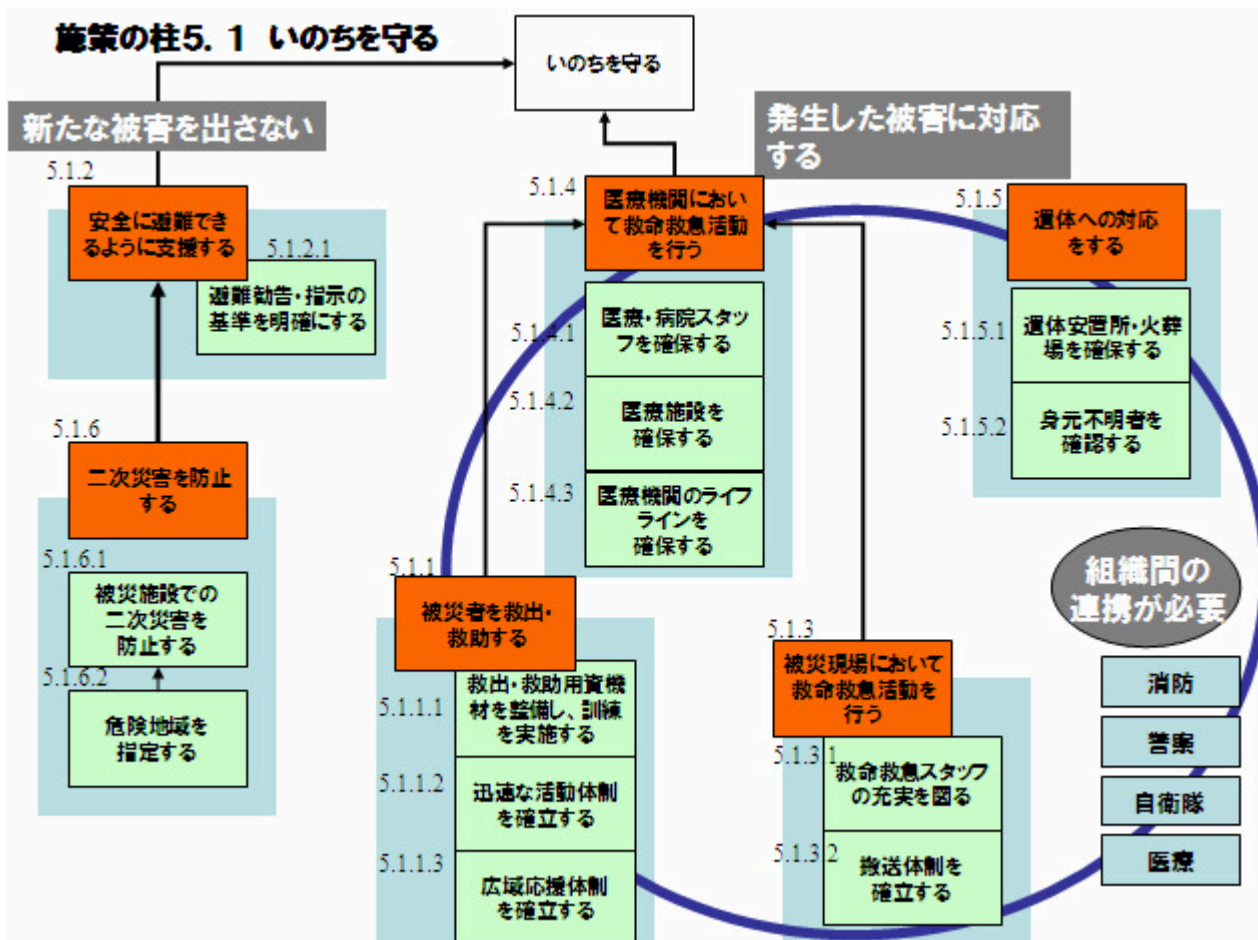 施策の柱5.1 いのちを守る
いのちを守る
新たな被害を出さない
発生した被害に対応
する
5.1.2
安全に避難でき
るように支援する
5.1.2.1
避難勧告・指示の
基準を明確にする
5.1.6
二次災害を防止
する
5.1.6.1
被災施設での
二次災害を
防止する
5.1.6.2
危険地域を
指定する
5.1.4
医療機関におい
て救命救急活動
を行う
5.1.4.1
医療・病院スタッ
フを確保する
5.1.4.2
医療施設を
確保する
5.1.4.3
医療機関のライフ
ラインを
確保する
5.1.1
被災者を救出・
救助する
5.1.1.1
救出・救助用資機
材を整備し、訓練
を実施する
5.1.1.2
迅速な活動体制
を確立する
5.1.1.3
広域応援体制
を確立する
5.1.3
被災現場において
救命救急活動を
行う
5.1.3.1
救命救急スタッフ
の充実を図る
5.1.3.2
搬送体制を
確立する
5.1.5
遺体への対応
をする
5.1.5.1
遺体安置所・火葬
場を確保する
5.1.5.2
身元不明者を
確認する
組織間の
連携が必要
消防
警察
自衛隊
医療